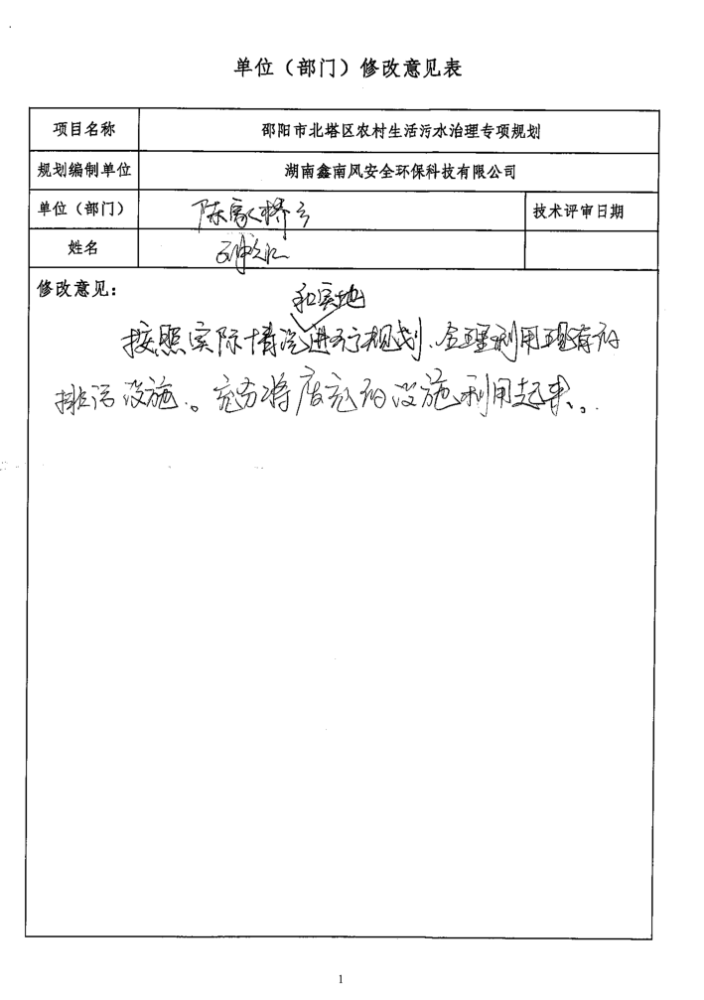 单位（部门）修改意见表
项目名称 邵阳市北塔区农村生活污水治理专项规划
规划编制单位 湖南鑫南风安全环保科技有限公司
单位（部门） 陈家桥乡 技术评审日期
姓名
修改意见：
和实地
按照实际情况进行规划、合理利用现有的
排污设施。充分将废弃的设施利用起来。
1